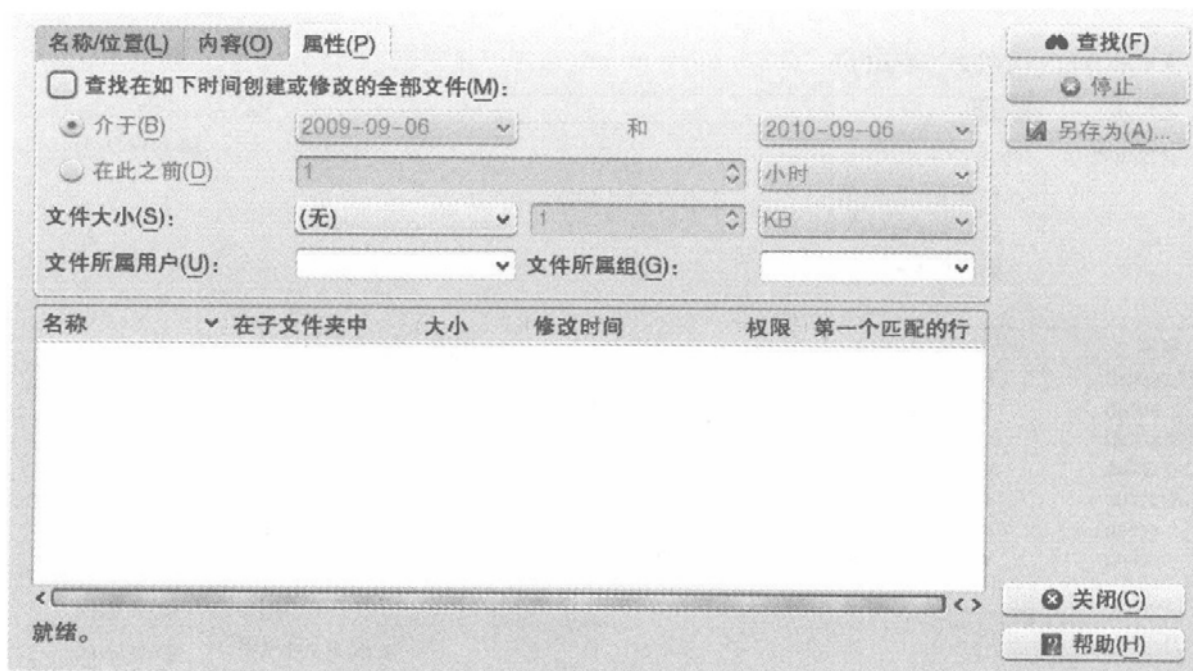 名称/位置(L) 内容(O) 属性(P)
查找在如下时间创建或修改的全部文件(M):
介于(B) 2009-09-06 和 2010-09-06
在此之前(D) 1 小时
文件大小(S): (无) 1 KB
文件所属用户(U): 文件所属组(G):
名称 在子文件夹中 大小 修改时间 权限 第一个匹配的行
就绪。
查找(F)
停止
另存为(A)...
关闭(C)
帮助(H)